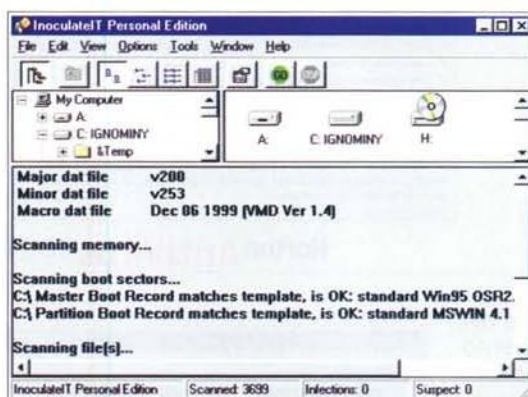 InoculateIT Personal Edition
File Edit View Options Tools Window Help
GO
My Computer
A:
C: IGNOMINY
&Temp
A: C: IGNOMINY H:
Major dat file v200
Minor dat file v253
Macro dat file Dec 06 1999 (VMD Ver 1.4)
Scanning memory...
Scanning boot sectors...
C:\ Master Boot Record matches template, is OK: standard Win95 OSR2.
C:\ Partition Boot Record matches template, is OK: standard MSWIN 4.1
Scanning file[s]...
InoculateIT Personal Edition Scanned: 3699 Infections: 0 Suspect: 0